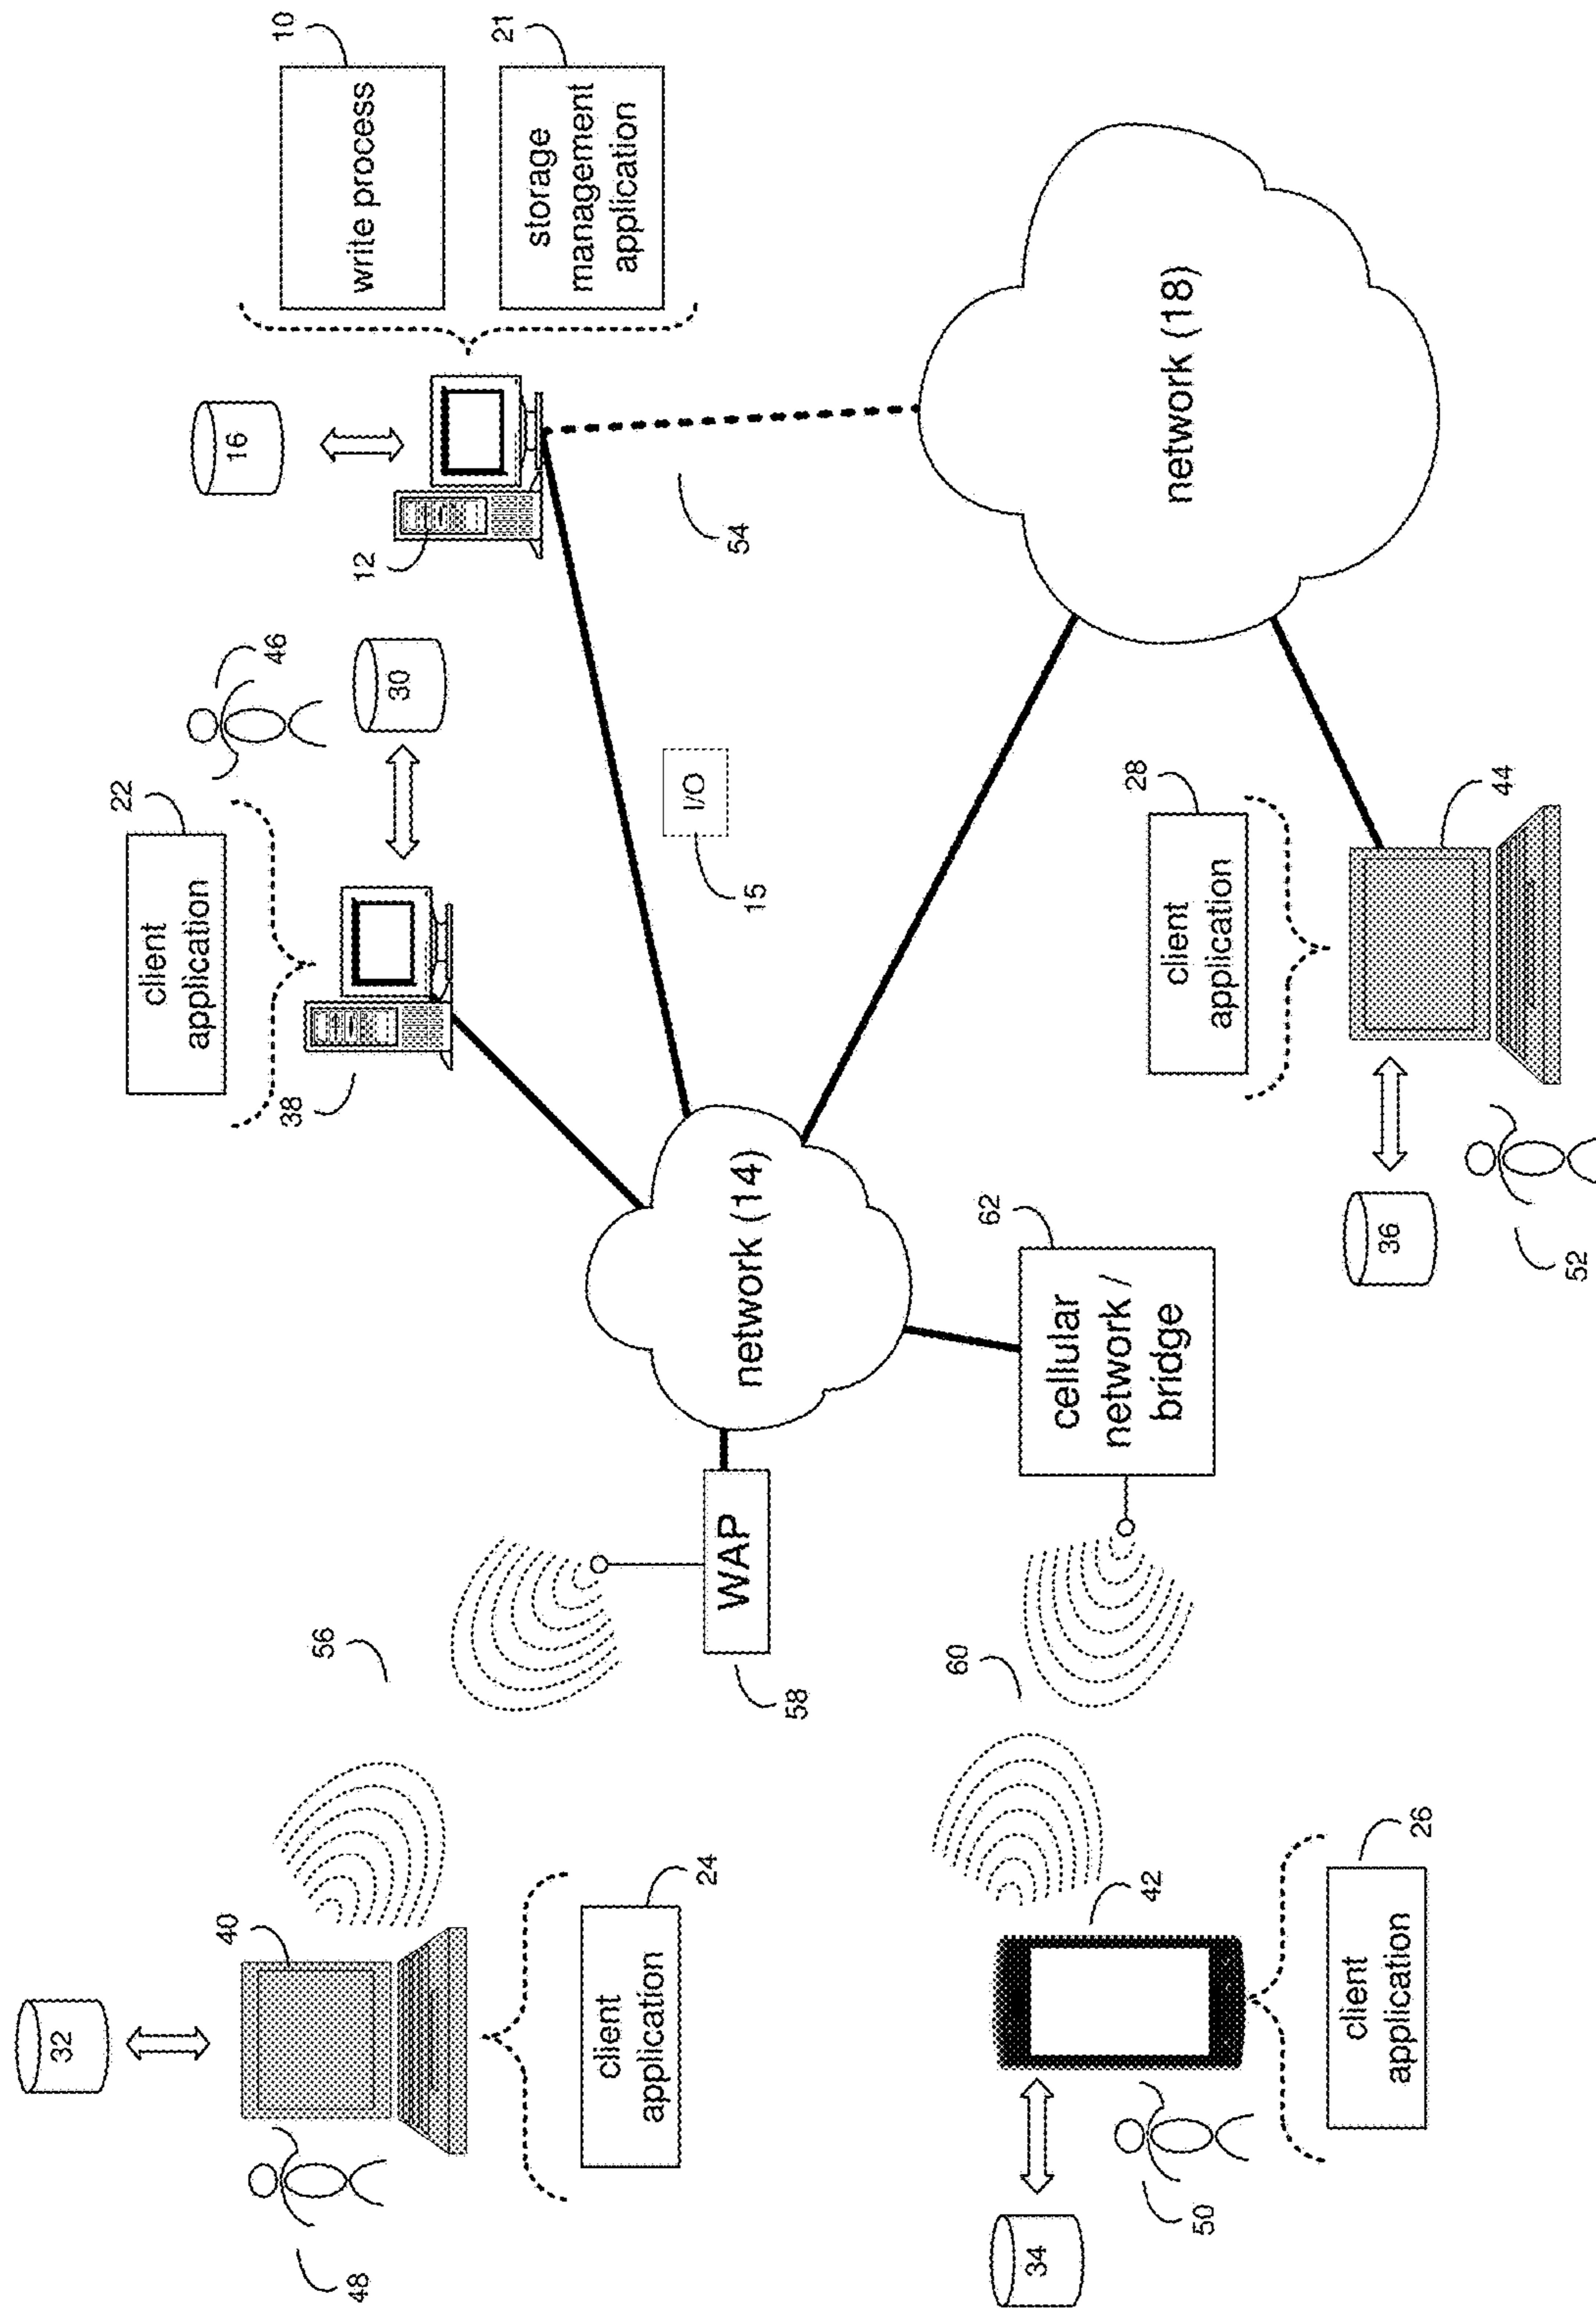 32
40
48
client
application
24
56
WAP
58
client
application
22
38
46
30
16
12
write process
10
storage
management
application
21
54
I/O
15
network (14)
network (18)
60
62
cellular
network /
bridge
34
42
50
client
application
26
client
application
28
44
36
52